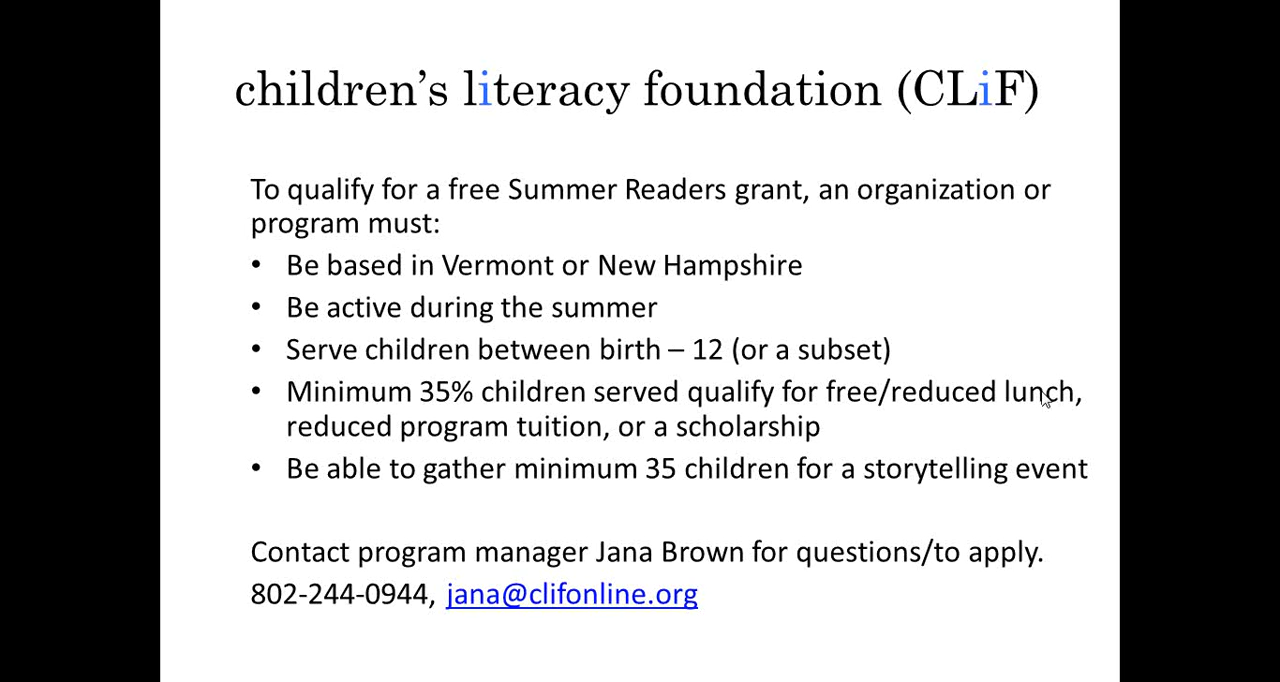 children’s literacy foundation (CLiF)
To qualify for a free Summer Readers grant, an organization or
program must:
• Be based in Vermont or New Hampshire
• Be active during the summer
• Serve children between birth – 12 (or a subset)
• Minimum 35% children served qualify for free/reduced lunch,
reduced program tuition, or a scholarship
• Be able to gather minimum 35 children for a storytelling event
Contact program manager Jana Brown for questions/to apply.
802-244-0944, jana@clifonline.org